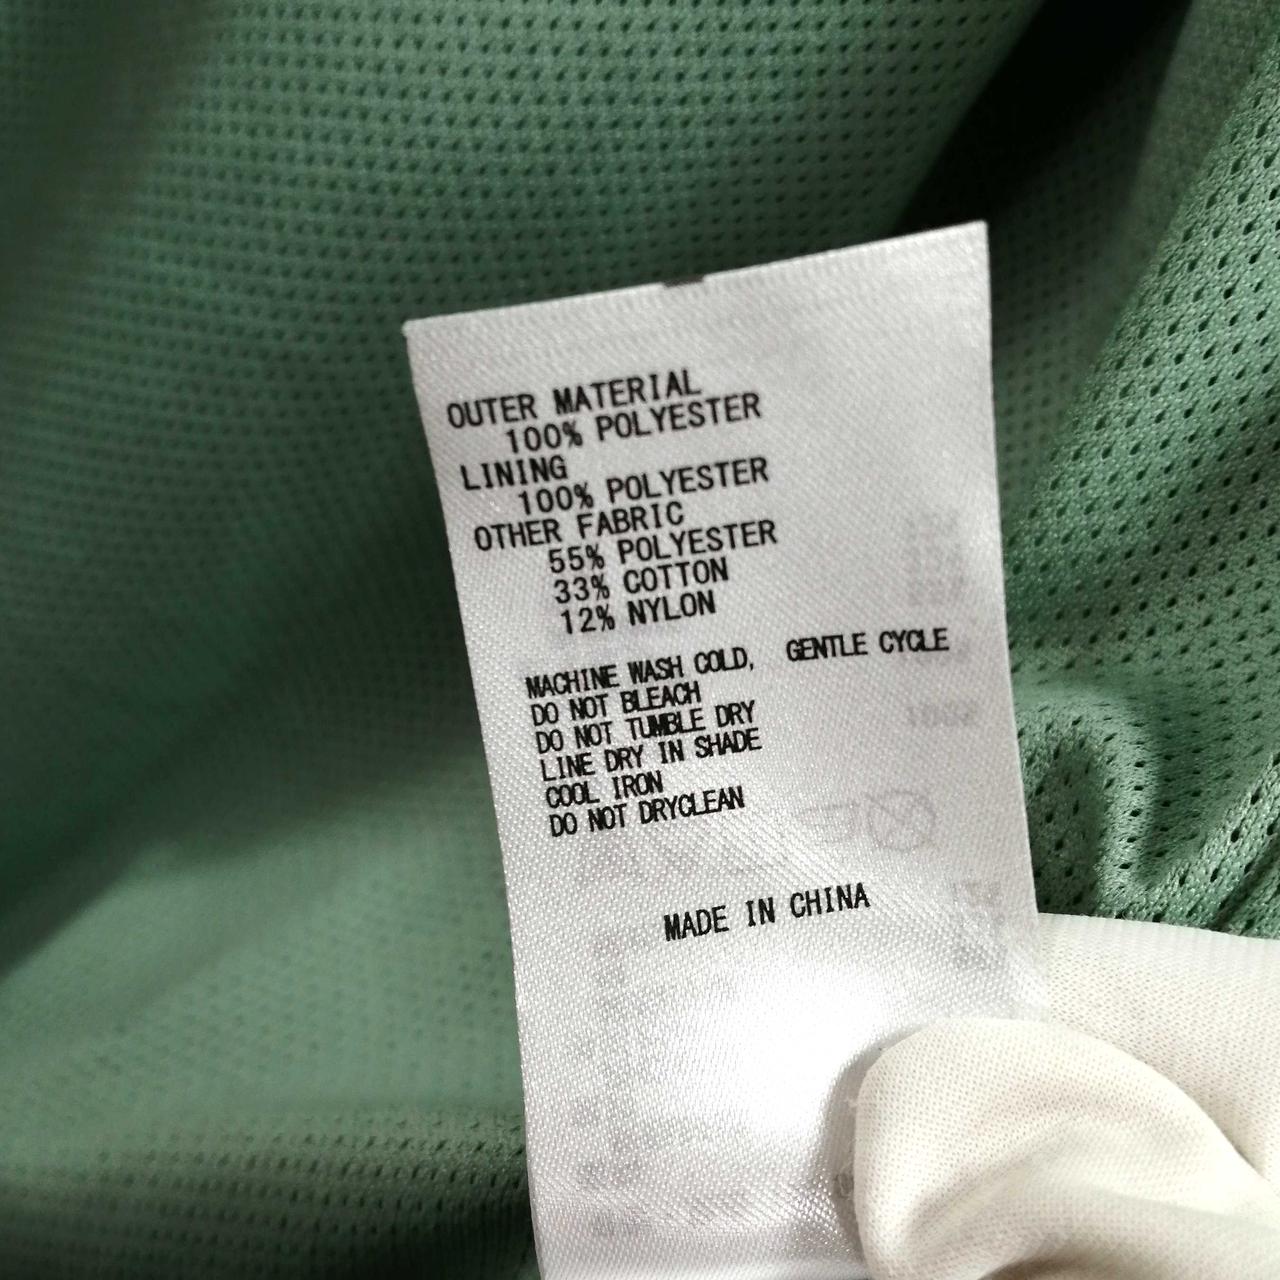 OUTER MATERIAL
100% POLYESTER
LINING
100% POLYESTER
OTHER FABRIC
55% POLYESTER
33% COTTON
12% NYLON
MACHINE WASH COLD, GENTLE CYCLE
DO NOT BLEACH
DO NOT TUMBLE DRY
LINE DRY IN SHADE
COOL IRON
DO NOT DRYCLEAN
MADE IN CHINA